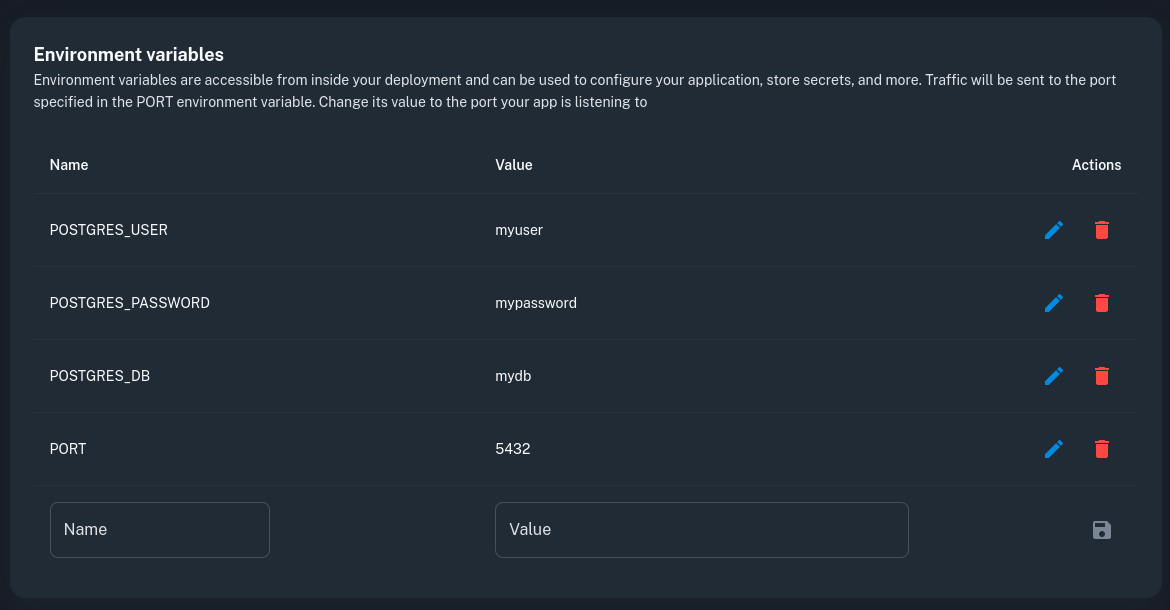 Environment variables
Environment variables are accessible from inside your deployment and can be used to configure your application, store secrets, and more. Traffic will be sent to the port
specified in the PORT environment variable. Change its value to the port your app is listening to
Name Value Actions
POSTGRES_USER myuser
POSTGRES_PASSWORD mypassword
POSTGRES_DB mydb
PORT 5432
Name Value